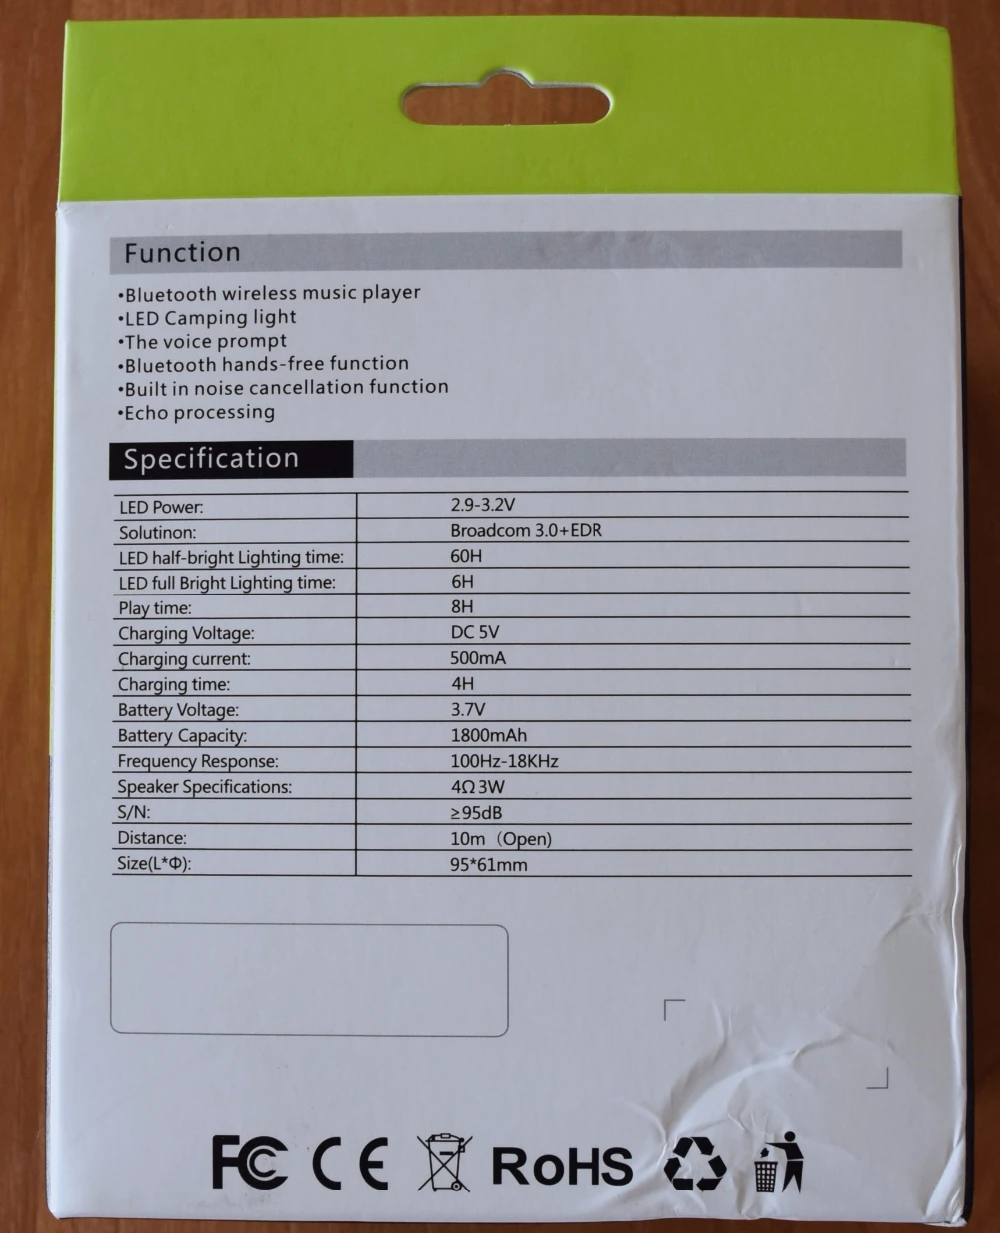 Function
•Bluetooth wireless music player
•LED Camping light
•The voice prompt
•Bluetooth hands-free function
•Built in noise cancellation function
•Echo processing
Specification
LED Power: 2.9-3.2V
Solutinon: Broadcom 3.0+EDR
LED half-bright Lighting time: 60H
LED full Bright Lighting time: 6H
Play time: 8H
Charging Voltage: DC 5V
Charging current: 500mA
Charging time: 4H
Battery Voltage: 3.7V
Battery Capacity: 1800mAh
Frequency Response: 100Hz-18KHz
Speaker Specifications: 4Ω 3W
S/N: ≥95dB
Distance: 10m（Open)
Size(L*Φ): 95*61mm
FC CE RoHS